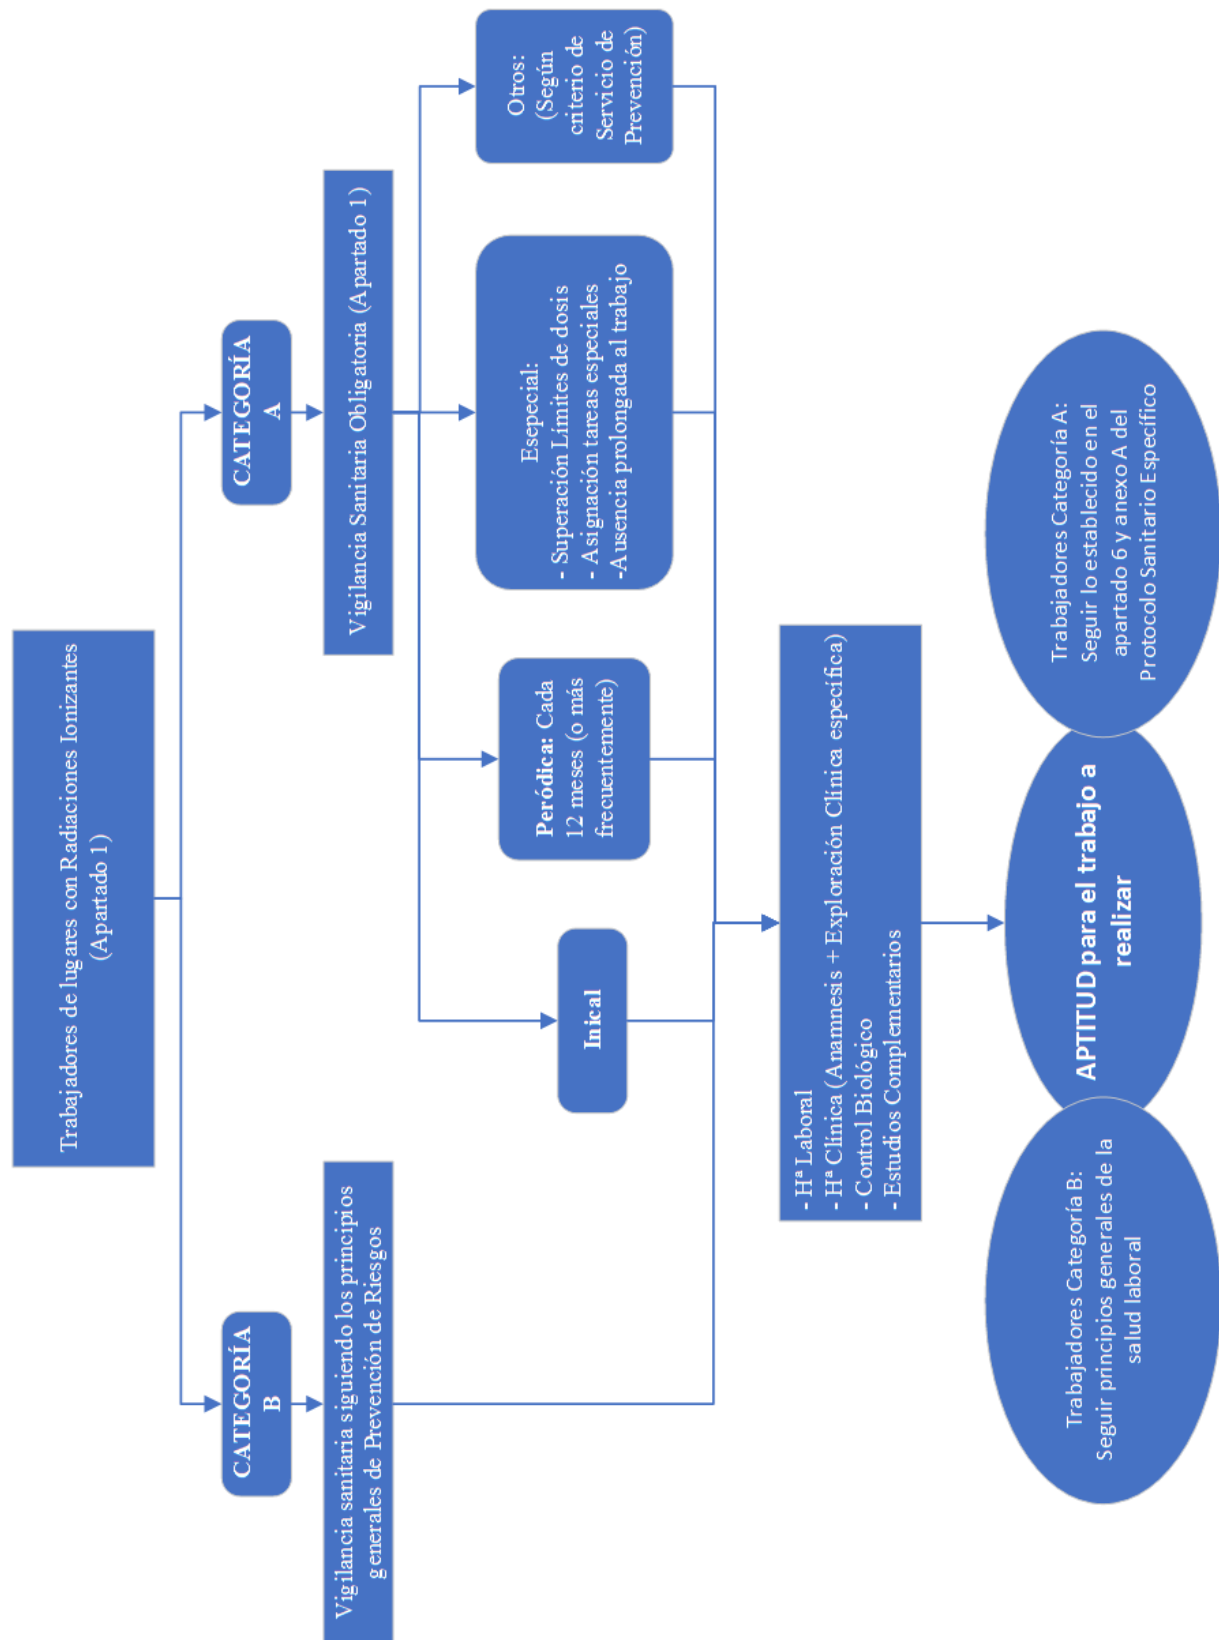 Trabajadores de lugares con Radiaciones Ionizantes
(Apartado 1)
CATEGORÍA
B
CATEGORÍA
A
Vigilancia sanitaria siguiendo los principios
generales de Prevención de Riesgos
Vigilancia Sanitaria Obligatoria (Apartado 1)
Inical
Peródica: Cada
12 meses (o más
frecuentemente)
Esepecial:
- Superación Límites de dosis
- Asignación tareas especiales
-Ausencia prolongada al trabajo
Otros:
(Según
criterio de
Servicio de
Prevención)
- Hª Laboral
- Hª Clínica (Anamnesis + Exploración Clínica específica)
- Control Biológico
- Estudios Complementarios
Trabajadores Categoría B:
Seguir principios generales de la
salud laboral
APTITUD para el trabajo a
realizar
Trabajadores Categoría A:
Seguir lo establecido en el
apartado 6 y anexo A del
Protocolo Sanitario Específico